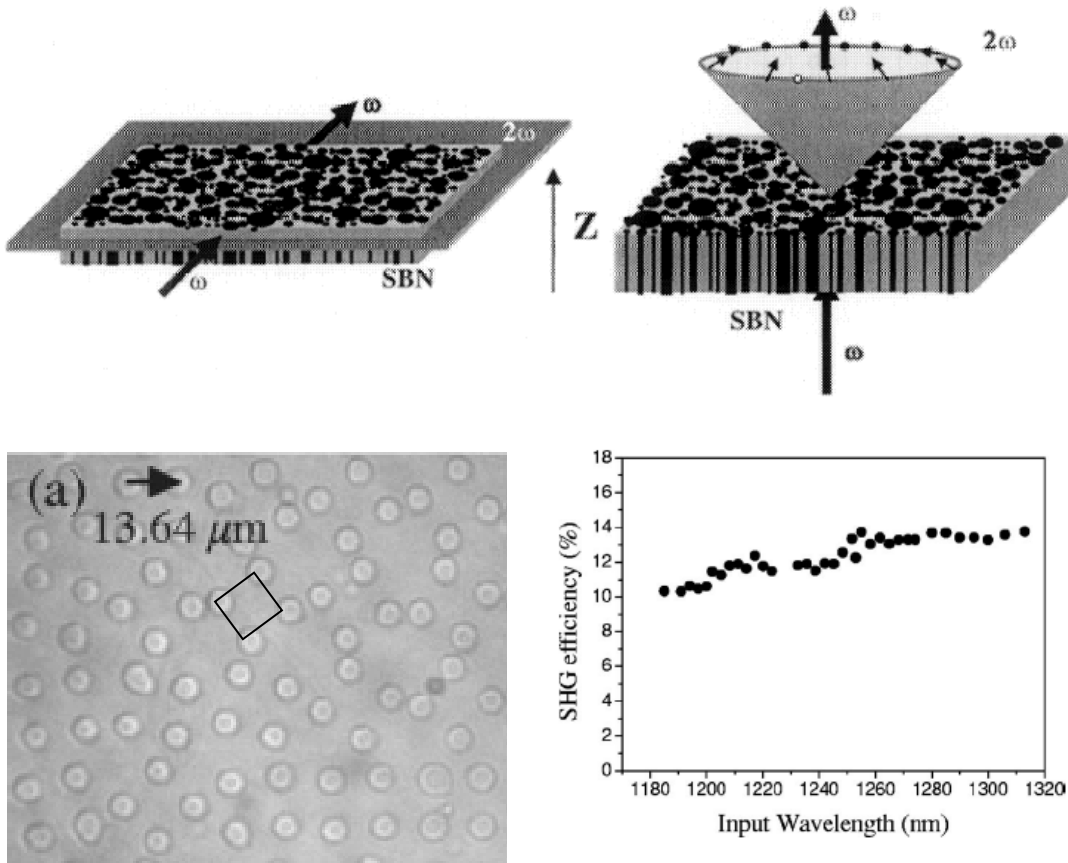 ω
2ω
ω
SBN
Z
ω
2ω
SBN
ω
(a)
13.64 μm
SHG efficiency (%)
18
16
14
12
10
8
6
4
2
0
1180 1200 1220 1240 1260 1280 1300 1320
Input Wavelength (nm)